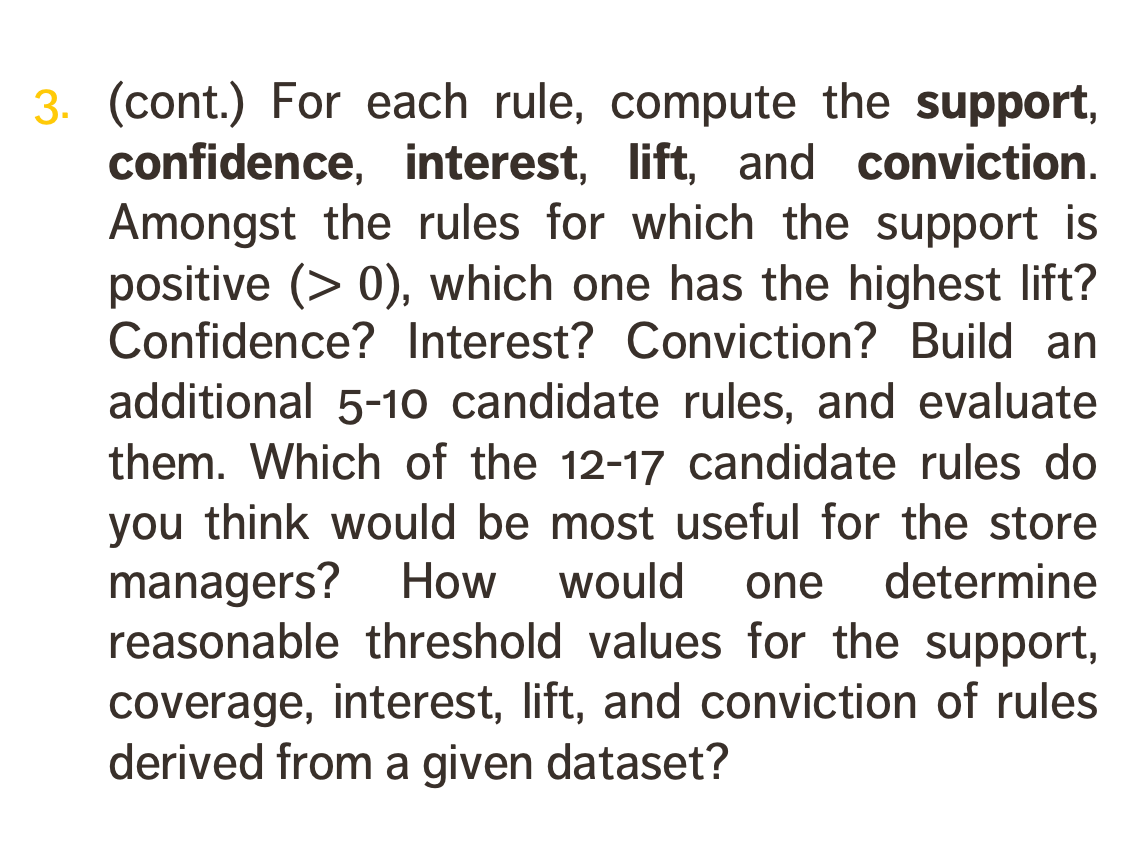 3. (cont.) For each rule, compute the support,
confidence, interest, lift, and conviction.
Amongst the rules for which the support is
positive (> 0), which one has the highest lift?
Confidence? Interest? Conviction? Build an
additional 5-10 candidate rules, and evaluate
them. Which of the 12-17 candidate rules do
you think would be most useful for the store
managers? How would one determine
reasonable threshold values for the support,
coverage, interest, lift, and conviction of rules
derived from a given dataset?